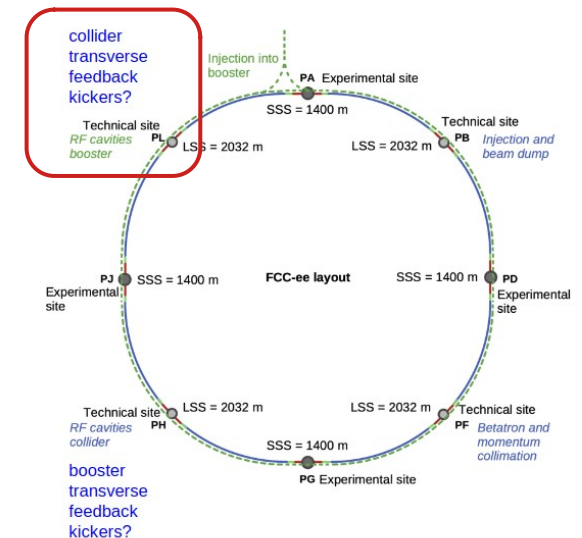 collider
transverse
feedback
kickers?
Injection into
booster
PA Experimental site
SSS = 1400 m
Technical site
RF cavities
booster
PL
LSS = 2032 m
Technical site
PB
Injection and
beam dump
LSS = 2032 m
PJ
SSS = 1400 m
Experimental
site
FCC-ee layout
SSS = 1400 m
PD
Experimental
site
Technical site
PH
LSS = 2032 m
RF cavities
collider
LSS = 2032 m
Technical site
PF
Betatron and
momentum
collimation
SSS = 1400 m
PG Experimental site
booster
transverse
feedback
kickers?